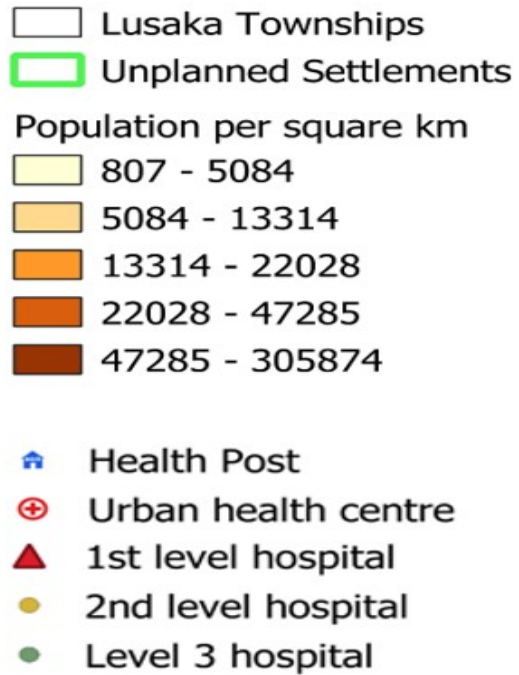 Lusaka Townships
Unplanned Settlements
Population per square km
807 - 5084
5084 - 13314
13314 - 22028
22028 - 47285
47285 - 305874
Health Post
Urban health centre
1st level hospital
2nd level hospital
Level 3 hospital